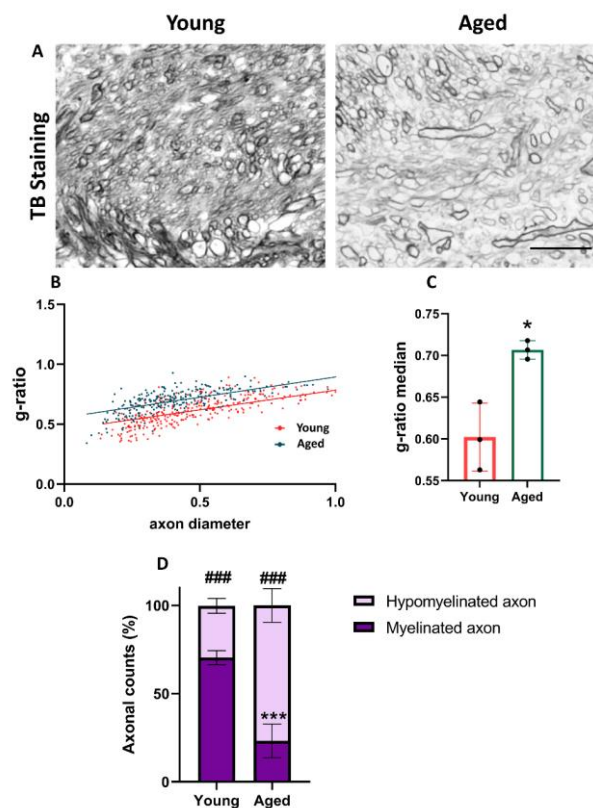 Young Aged
A
TB Staining
B
1.5
1.0
0.5
0.0
g-ratio
0.0 0.5 1.0
axon diameter
Young
Aged
C
*
0.75
0.70
0.65
0.60
0.55
g-ratio median
Young Aged
D
### ###
100
50
0
***
Axonal counts (%)
Young Aged
Hypomyelinated axon
Myelinated axon